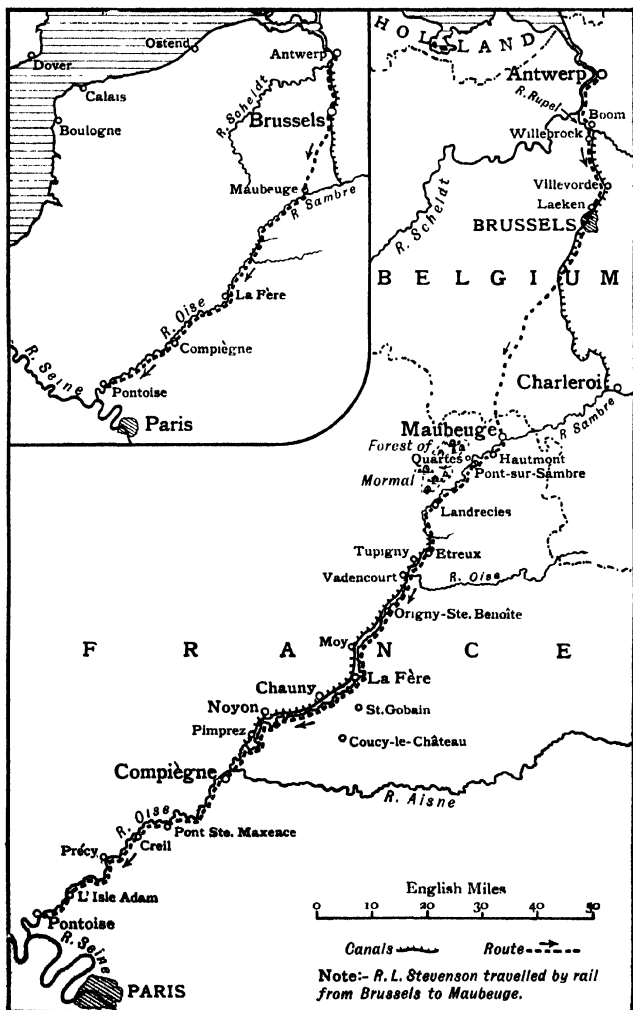 Dover
Ostend
Calais
Boulogne
Antwerp
R. Scheldt
Brussels
Maubeuge
R Sambre
La Fère
R. Oise
Compiègne
R. Seine
Pontoise
Paris
HOLLAND
Antwerp
R. Rupel
Boom
Willebroek
Villevorde
Laeken
BRUSSELS
R. Scheldt
BELGIUM
Charleroi
R Sambre
Maubeuge
Forest of
Mormal
Quartes
Hautmont
Pont-sur-Sambre
Landrecies
Tupigny
Etreux
Vadencourt
R. Oise
Origny-Ste. Benoîte
Moy
FRANCE
La Fère
Chauny
Noyon
St. Gobain
Pimprez
Coucy-le-Château
Compiègne
R. Aisne
R. Oise
Pont Ste. Maxence
Creil
Précy
L' Isle Adam
Pontoise
R. Seine
PARIS
English Miles
0 10 20 30 40 50
Canals Route
Note:- R. L. Stevenson travelled by rail
from Brussels to Maubeuge.